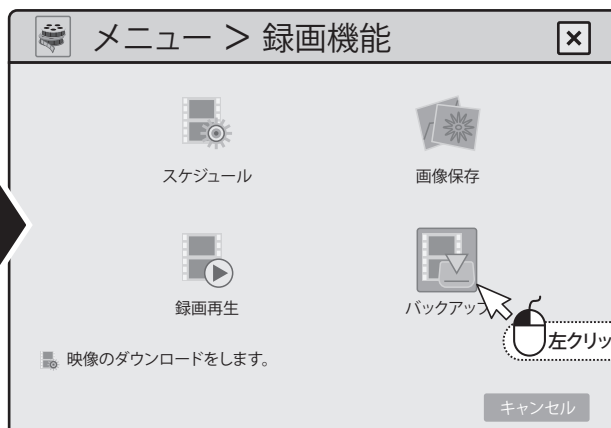 メニュー > 録画機能
スケジュール
画像保存
録画再生
バックアップ
映像のダウンロードをします。
左クリッ
キャンセル